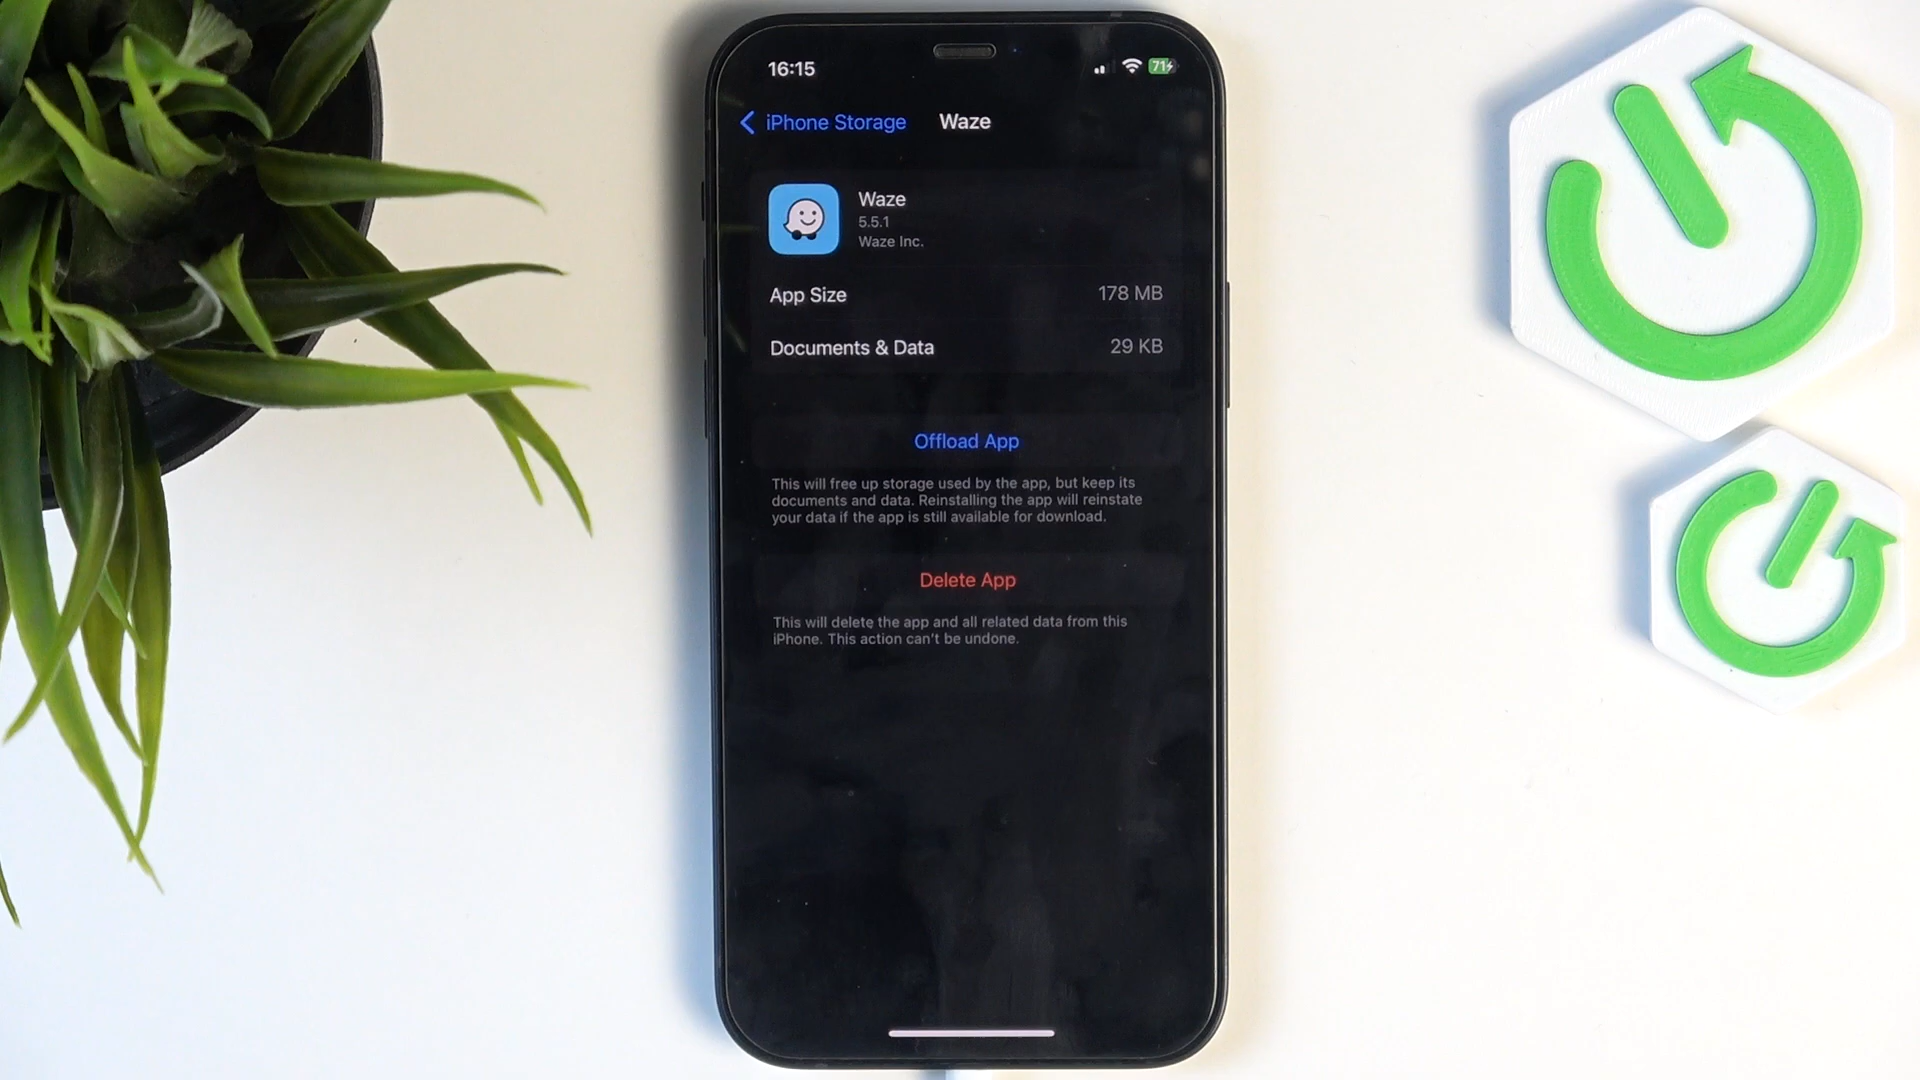 16:15
71
iPhone Storage
Waze
Waze
5.5.1
Waze Inc.
App Size
178 MB
Documents & Data
29 KB
Offload App
This will free up storage used by the app, but keep its
documents and data. Reinstalling the app will reinstate
your data if the app is still available for download.
Delete App
This will delete the app and all related data from this
iPhone. This action can't be undone.